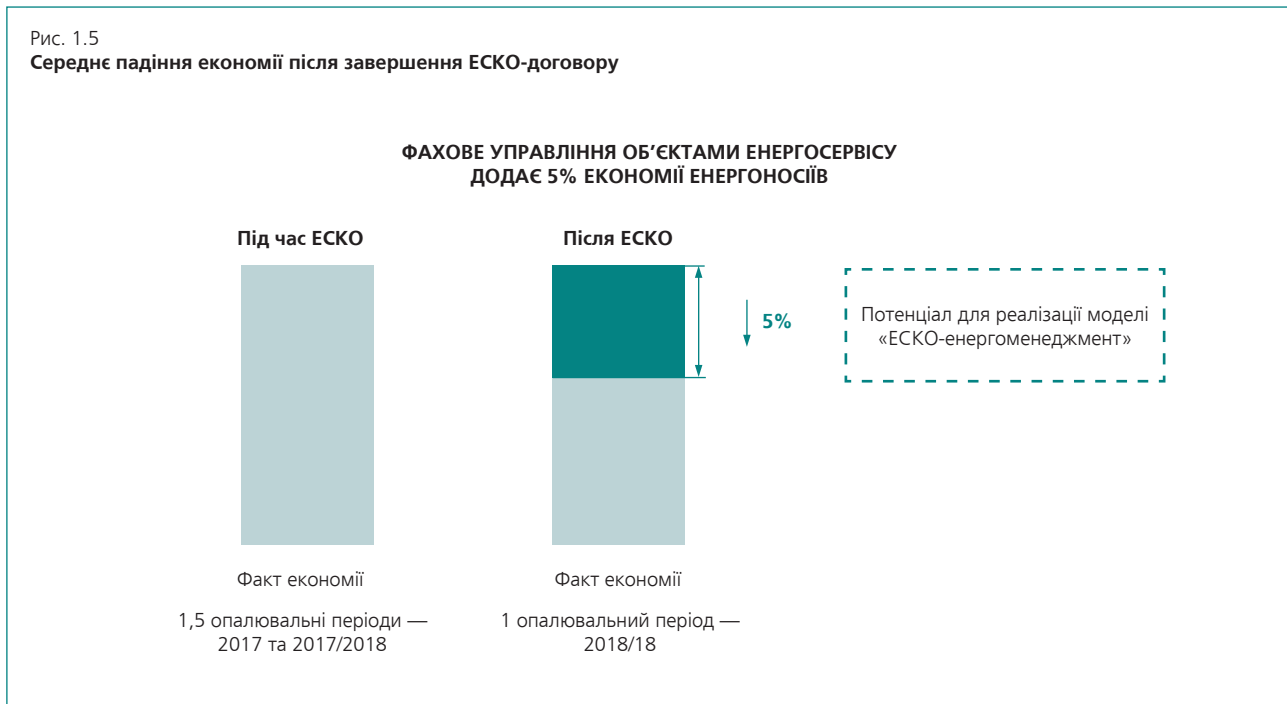 Рис. 1.5
Середнє падіння економії після завершення ЕСКО-договору
ФАХОВЕ УПРАВЛІННЯ ОБ’ЄКТАМИ ЕНЕРГОСЕРВІСУ
ДОДАЄ 5% ЕКОНОМІЇ ЕНЕРГОНОСІЇВ
Під час ЕСКО
Після ЕСКО
5%
Потенціал для реалізації моделі
«ЕСКО-енергоменеджмент»
Факт економії
1,5 опалювальні періоди —
2017 та 2017/2018
Факт економії
1 опалювальний період —
2018/18